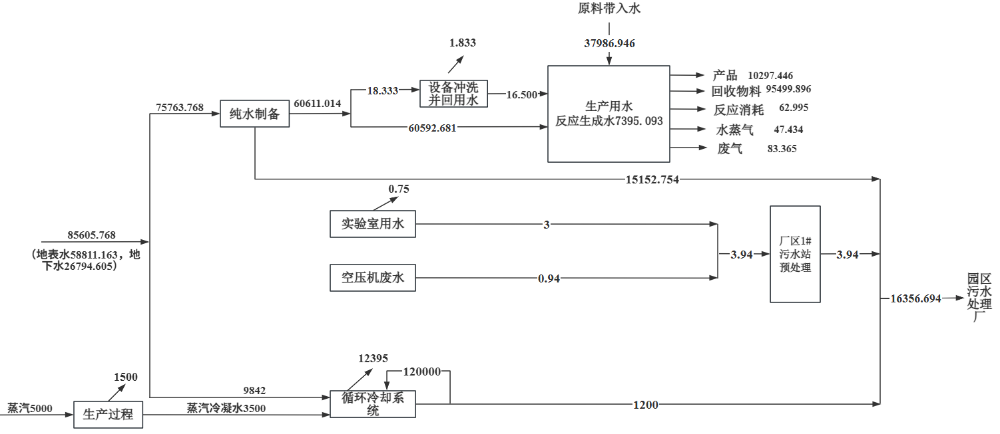 原料带入水
37986.946
1.833
设备冲洗
并回用水
18.333
16.500
75763.768
纯水制备
60611.014
60592.681
生产用水
反应生成水7395.093
产品 10297.446
回收物料 95499.896
反应消耗 62.995
水蒸气 47.434
废气 83.365
15152.754
0.75
实验室用水
3
85605.768
（地表水58811.163，地
下水26794.605）
空压机废水
0.94
3.94
厂区1#
污水站
预处理
3.94
16356.694
园区
污水
处理
厂
12395
120000
1500
9842
循环冷却系
统
蒸汽5000
生产过程
蒸汽冷凝水3500
1200